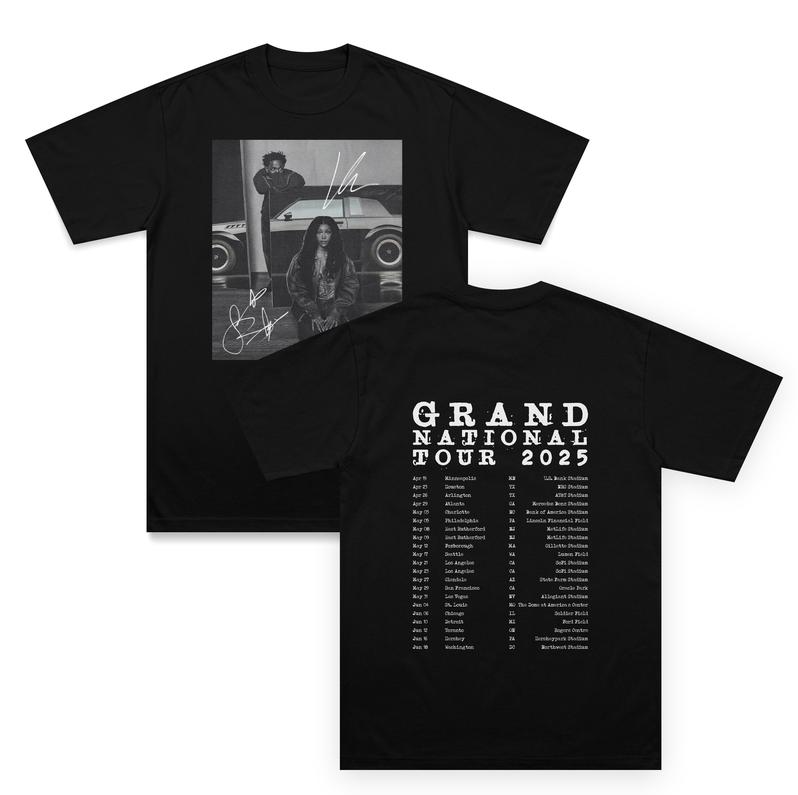 GRAND
NATIONAL
TOUR 2025
Apr 19 Minneapolis MN U.S. Bank Stadium
Apr 23 Houston TX NRG Stadium
Apr 26 Arlington TX AT&T Stadium
Apr 29 Atlanta GA Mercedes Benz Stadium
May 03 Charlotte NC Bank of America Stadium
May 05 Philadelphia PA Lincoln Financial Field
May 08 East Rutherford NJ MetLife Stadium
May 09 East Rutherford NJ MetLife Stadium
May 12 Foxborough MA Gillette Stadium
May 17 Seattle WA Lumen Field
May 21 Los Angeles CA SoFi Stadium
May 23 Los Angeles CA SoFi Stadium
May 27 Glendale AZ State Farm Stadium
May 29 San Francisco CA Oracle Park
May 31 Las Vegas NV Allegiant Stadium
Jun 04 St. Louis MO The Dome at America's Center
Jun 06 Chicago IL Soldier Field
Jun 10 Detroit MI Ford Field
Jun 12 Toronto ON Rogers Centre
Jun 16 Hershey PA Hersheypark Stadium
Jun 18 Washington DC Northwest Stadium